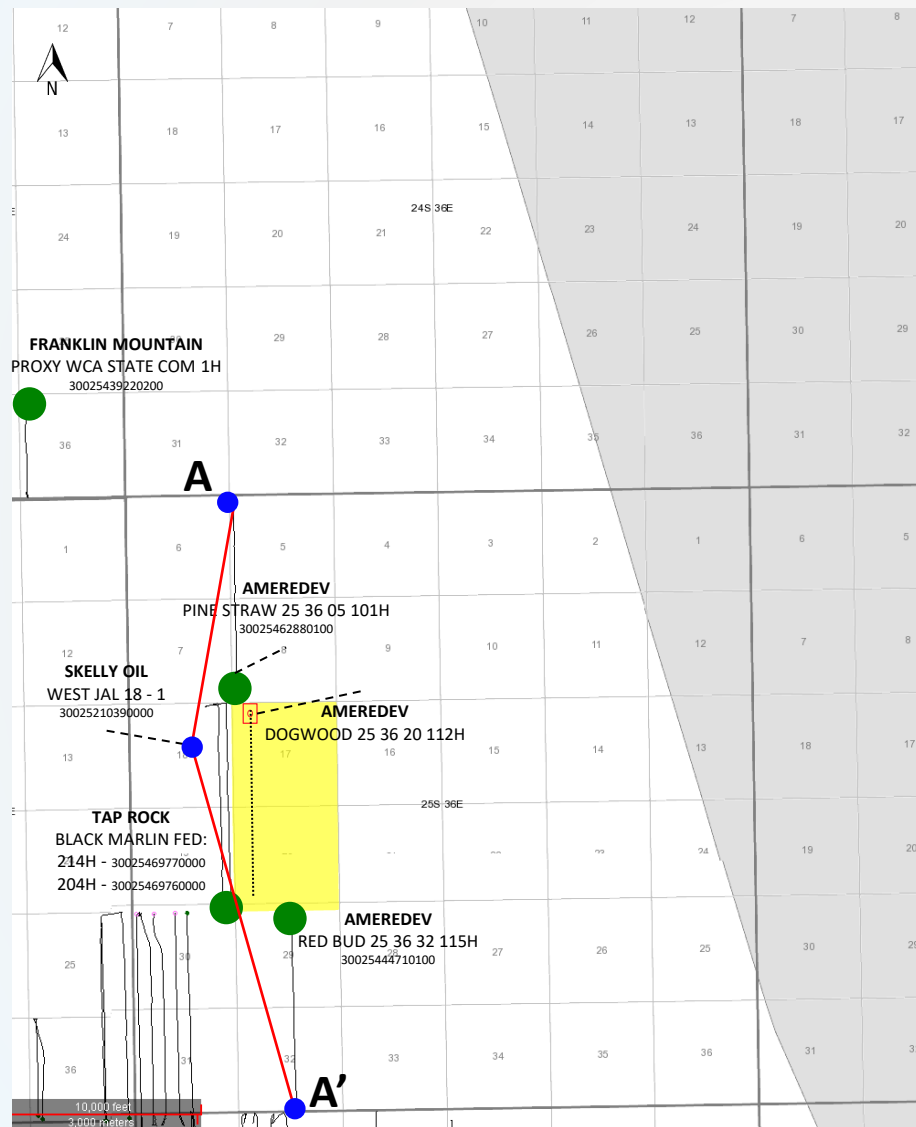 12 7 8 9 10 11 12 7 8
N
13 18 17 16 15 14 13 18 17
24S 36E
24 19 20 21 22 23 24 19 20
FRANKLIN MOUNTAIN
29 28 27 26 25 30 29
PROXY WCA STATE COM 1H
30025439220200
36 31 32 33 34 35 36 31 32
A
1 6 5 4 3 2 1 6 5
AMEREDEV
PINE STRAW 25 36 05 101H
30025462880100
12 7 8 9 10 11 12 7 8
SKELLY OIL
WEST JAL 18 - 1
30025210390000
AMEREDEV
DOGWOOD 25 36 20 112H
13 17 16 15 14 13 18 17
25S 36E
TAP ROCK
BLACK MARLIN FED:
214H - 30025469770000
204H - 30025469760000
24 19 20
AMEREDEV
RED BUD 25 36 32 115H
30025444710100
25 30 29 28 27 26 25 30 29
36 31 32 33 34 35 36 31
A'
10,000 feet
3,000 meters
1